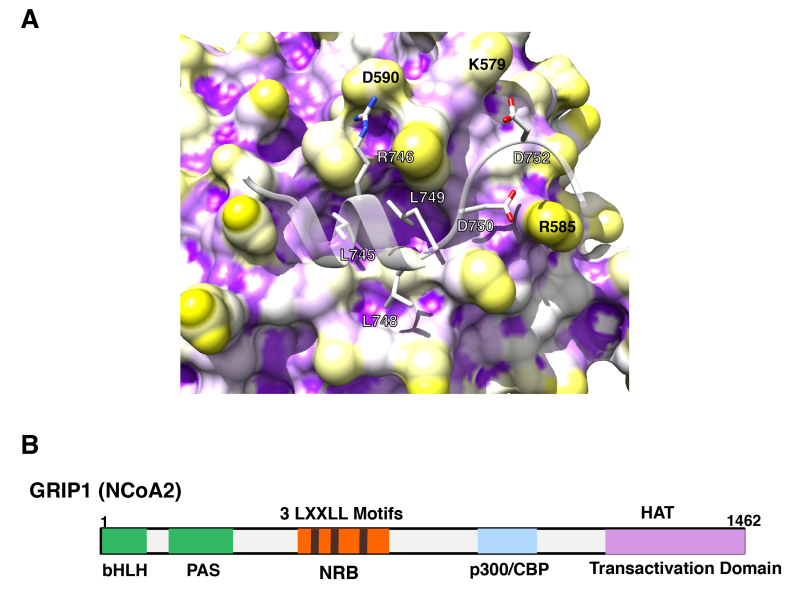 A
K579
D590
R746
D752
L749
D750
R585
L745
L748
B
GRIP1 (NCoA2)
3 LXXLL Motifs
HAT
1
1462
bHLH
PAS
NRB
p300/CBP
Transactivation Domain